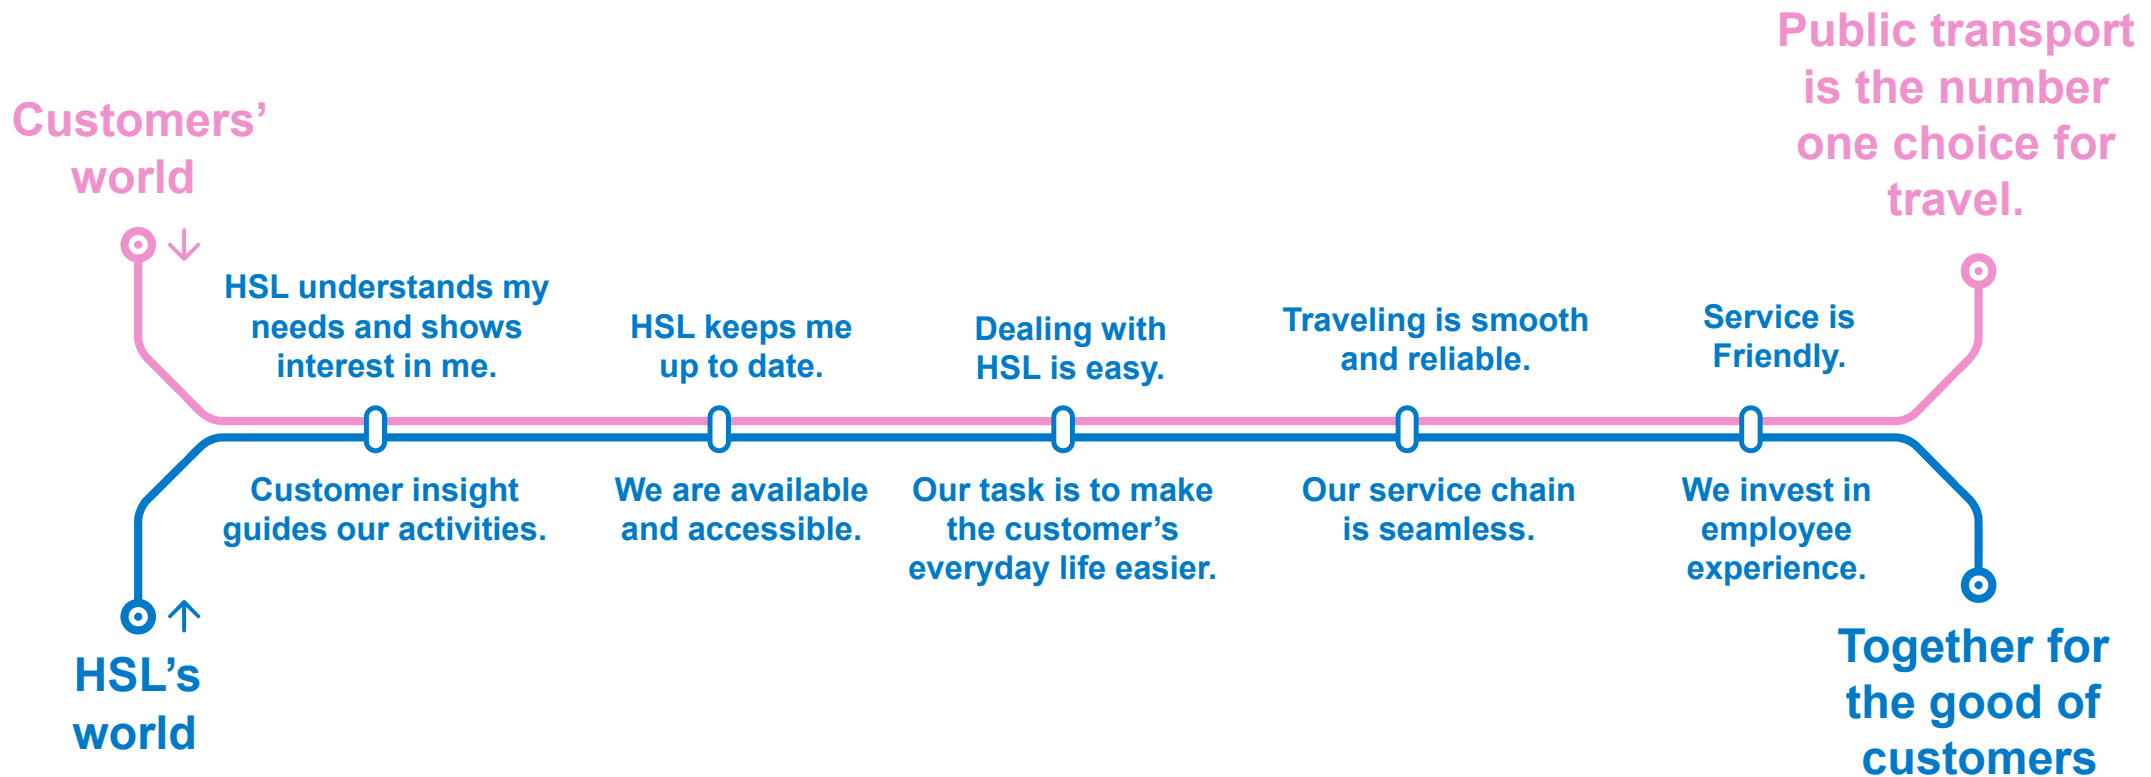 Customers’
world
HSL understands my
needs and shows
interest in me.
HSL keeps me
up to date.
Dealing with
HSL is easy.
Traveling is smooth
and reliable.
Service is
Friendly.
Public transport
is the number
one choice for
travel.
HSL’s
world
Customer insight
guides our activities.
We are available
and accessible.
Our task is to make
the customer’s
everyday life easier.
Our service chain
is seamless.
We invest in
employee
experience.
Together for
the good of
customers